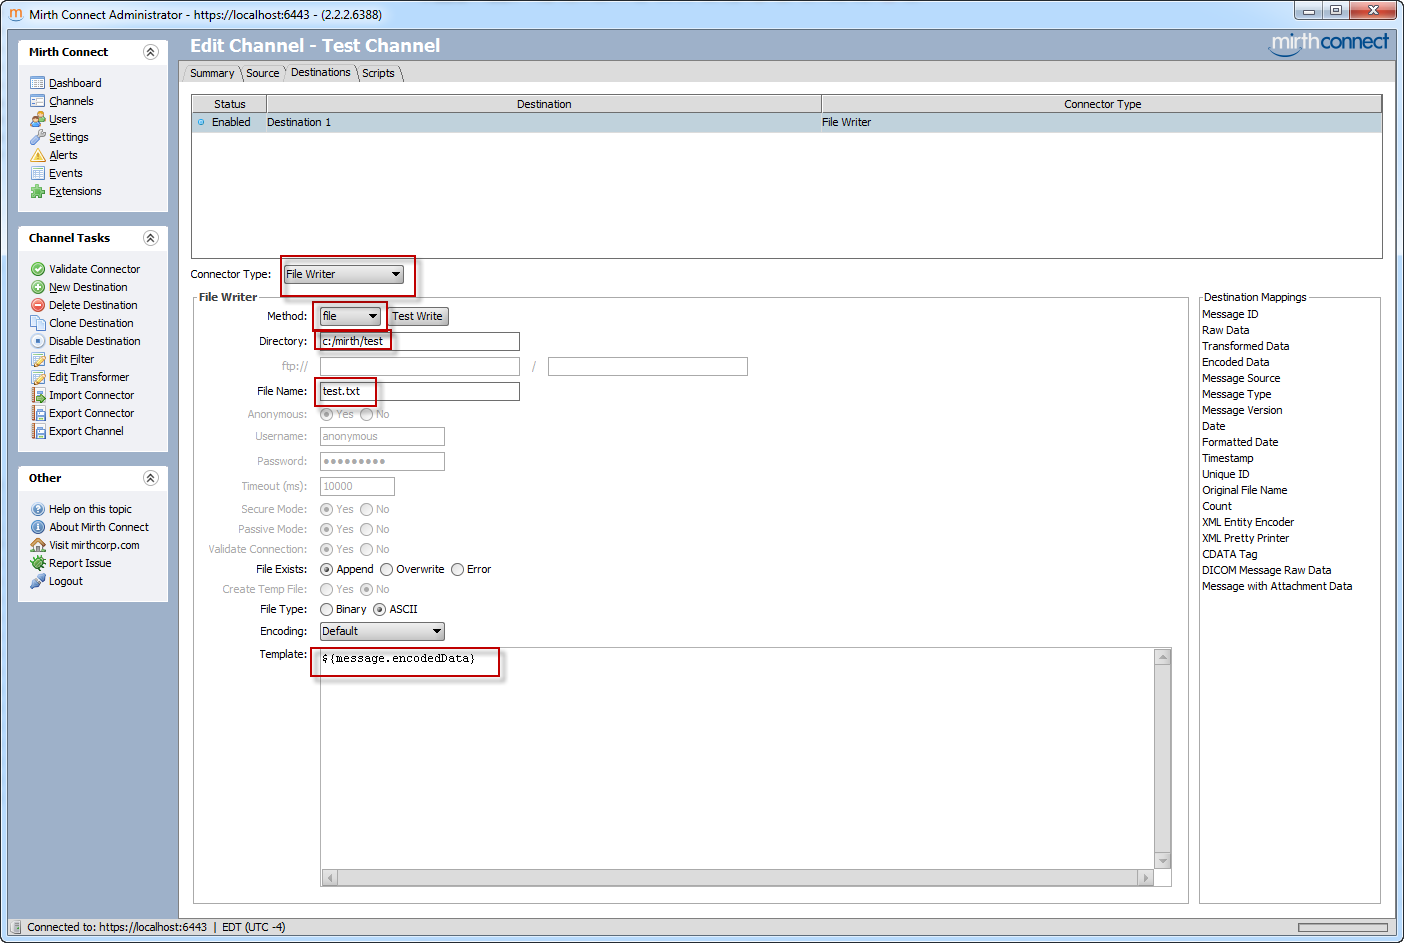 Mirth Connect Administrator - https://localhost:6443 - (2.2.2.6388)
Mirth Connect
Dashboard
Channels
Users
Settings
Alerts
Events
Extensions
Channel Tasks
Validate Connector
New Destination
Delete Destination
Clone Destination
Disable Destination
Edit Filter
Edit Transformer
Import Connector
Export Connector
Export Channel
Other
Help on this topic
About Mirth Connect
Visit mirthcorp.com
Report Issue
Logout
Edit Channel - Test Channel
mirthconnect
Summary Source Destinations Scripts
Status Destination Connector Type
Enabled Destination 1 File Writer
Connector Type: File Writer
File Writer
Method: file Test Write
Directory: c:/mirth/test
ftp:// /
File Name: test.txt
Anonymous: Yes No
Username: anonymous
Password: •••••••••
Timeout (ms): 10000
Secure Mode: Yes No
Passive Mode: Yes No
Validate Connection: Yes No
File Exists: Append Overwrite Error
Create Temp File: Yes No
File Type: Binary ASCII
Encoding: Default
Template: ${message.encodedData}
Destination Mappings
Message ID
Raw Data
Transformed Data
Encoded Data
Message Source
Message Type
Message Version
Date
Formatted Date
Timestamp
Unique ID
Original File Name
Count
XML Entity Encoder
XML Pretty Printer
CDATA Tag
DICOM Message Raw Data
Message with Attachment Data
Connected to: https://localhost:6443 | EDT (UTC -4)